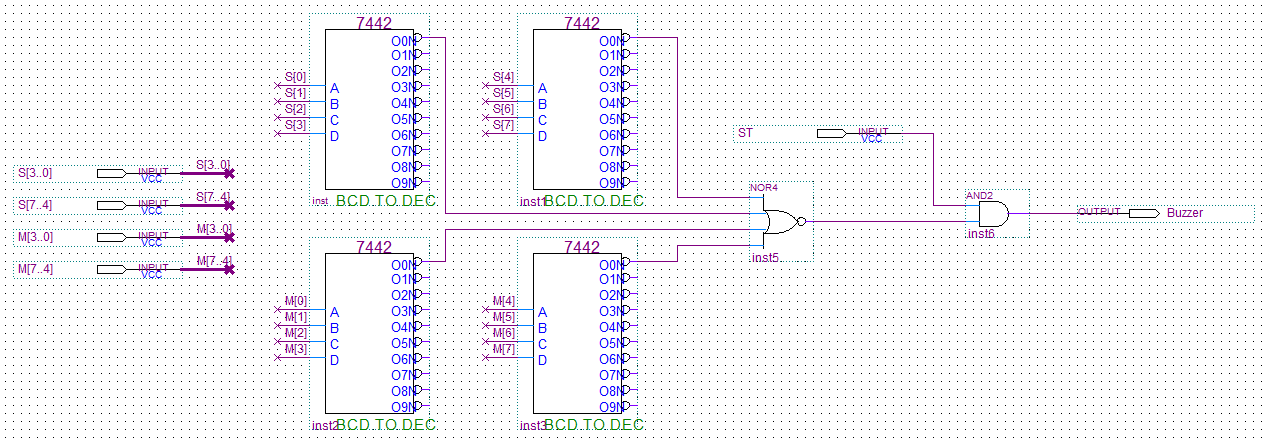 7442
S[0]
S[1]
S[2]
S[3]
A
B
C
D
O0N
O1N
O2N
O3N
O4N
O5N
O6N
O7N
O8N
O9N
inst
BCD TO DEC
7442
S[4]
S[5]
S[6]
S[7]
A
B
C
D
O0N
O1N
O2N
O3N
O4N
O5N
O6N
O7N
O8N
O9N
inst1
BCD TO DEC
S[3..0]
INPUT
VCC
S[3..0]
S[7..4]
INPUT
VCC
S[7..4]
M[3..0]
INPUT
VCC
M[3..0]
M[7..4]
INPUT
VCC
M[7..4]
7442
M[0]
M[1]
M[2]
M[3]
A
B
C
D
O0N
O1N
O2N
O3N
O4N
O5N
O6N
O7N
O8N
O9N
inst2
BCD TO DEC
7442
M[4]
M[5]
M[6]
M[7]
A
B
C
D
O0N
O1N
O2N
O3N
O4N
O5N
O6N
O7N
O8N
O9N
inst3
BCD TO DEC
ST
INPUT
VCC
NOR4
inst5
AND2
inst6
OUTPUT
Buzzer